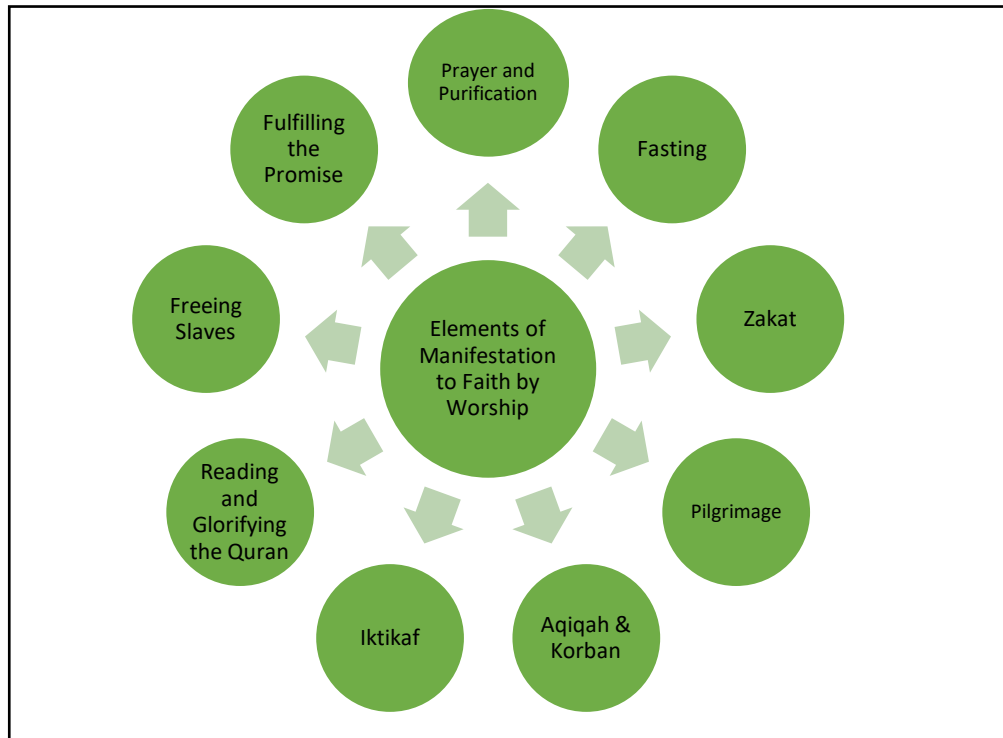 Prayer and
Purification
Fasting
Zakat
Pilgrimage
Aqiqah &
Korban
Iktikaf
Reading
and
Glorifying
the Quran
Freeing
Slaves
Fulfilling
the
Promise
Elements of
Manifestation
to Faith by
Worship